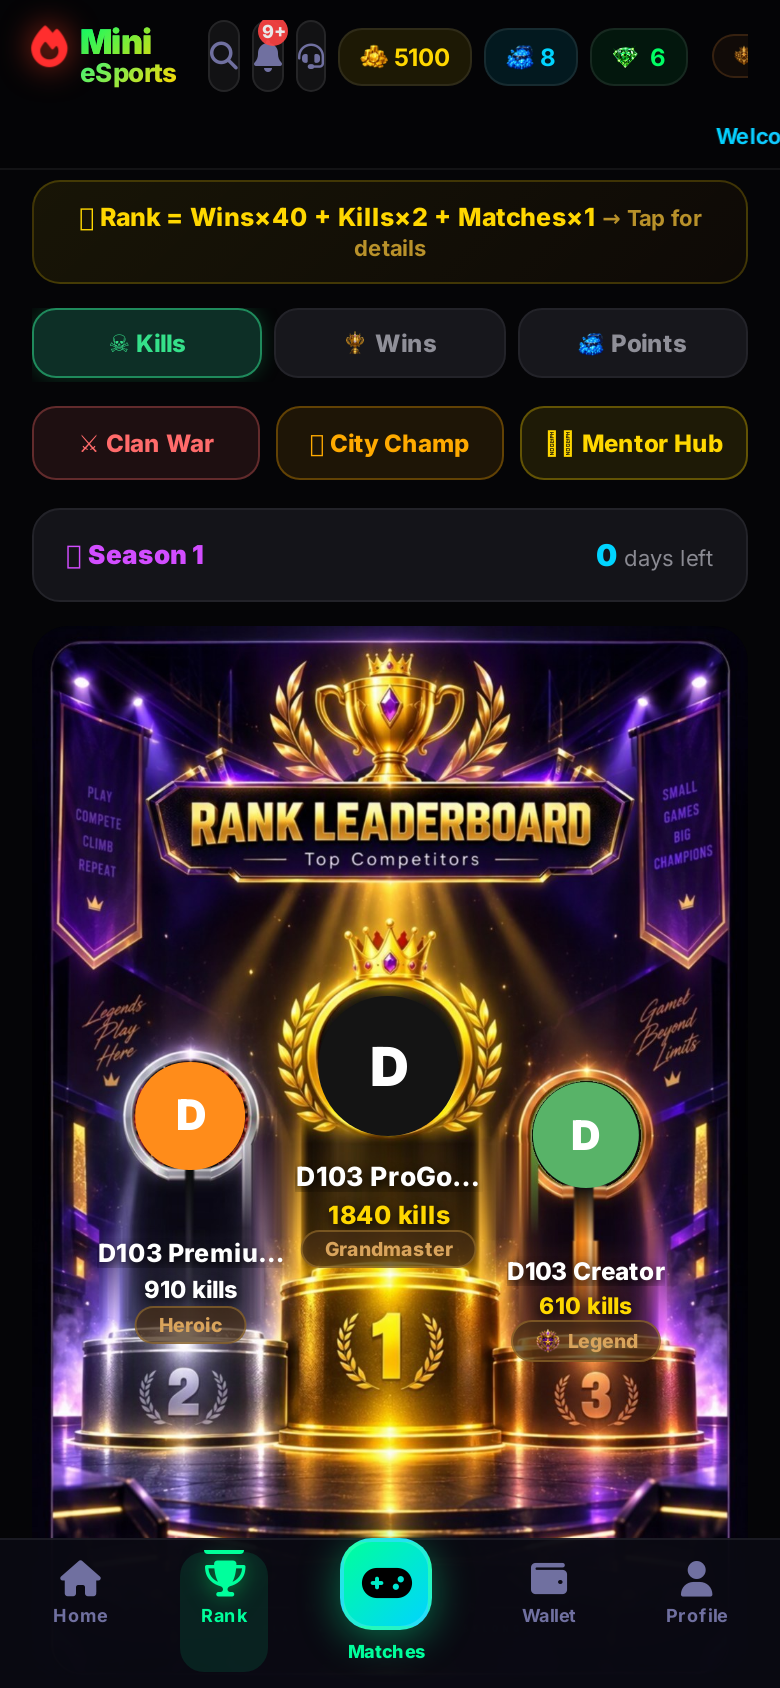 Mini
eSports
9+
5100
8
6
Welco
Rank = Wins×40 + Kills×2 + Matches×1 → Tap for
details
Kills
Wins
Points
Clan War
City Champ
Mentor Hub
Season 1
0 days left
RANK LEADERBOARD
Top Competitors
PLAY
COMPETE
CLIMB
REPEAT
SMALL
GAMES
BIG
CHAMPIONS
Legends
Play
Here
Gamet
Beyond
Limits
D
D
D
D103 ProGo...
1840 kills
Grandmaster
D103 Premiu...
910 kills
Heroic
D103 Creator
610 kills
Legend
1
2
3
Home
Rank
Matches
Wallet
Profile